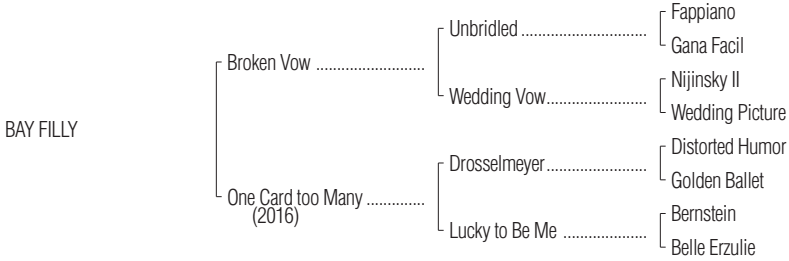 Fappiano
Unbridled
Gana Facil
Broken Vow
Nijinsky II
Wedding Vow
Wedding Picture
BAY FILLY
Distorted Humor
Drosselmeyer
Golden Ballet
One Card too Many
(2016)
Bernstein
Lucky to Be Me
Belle Erzulie